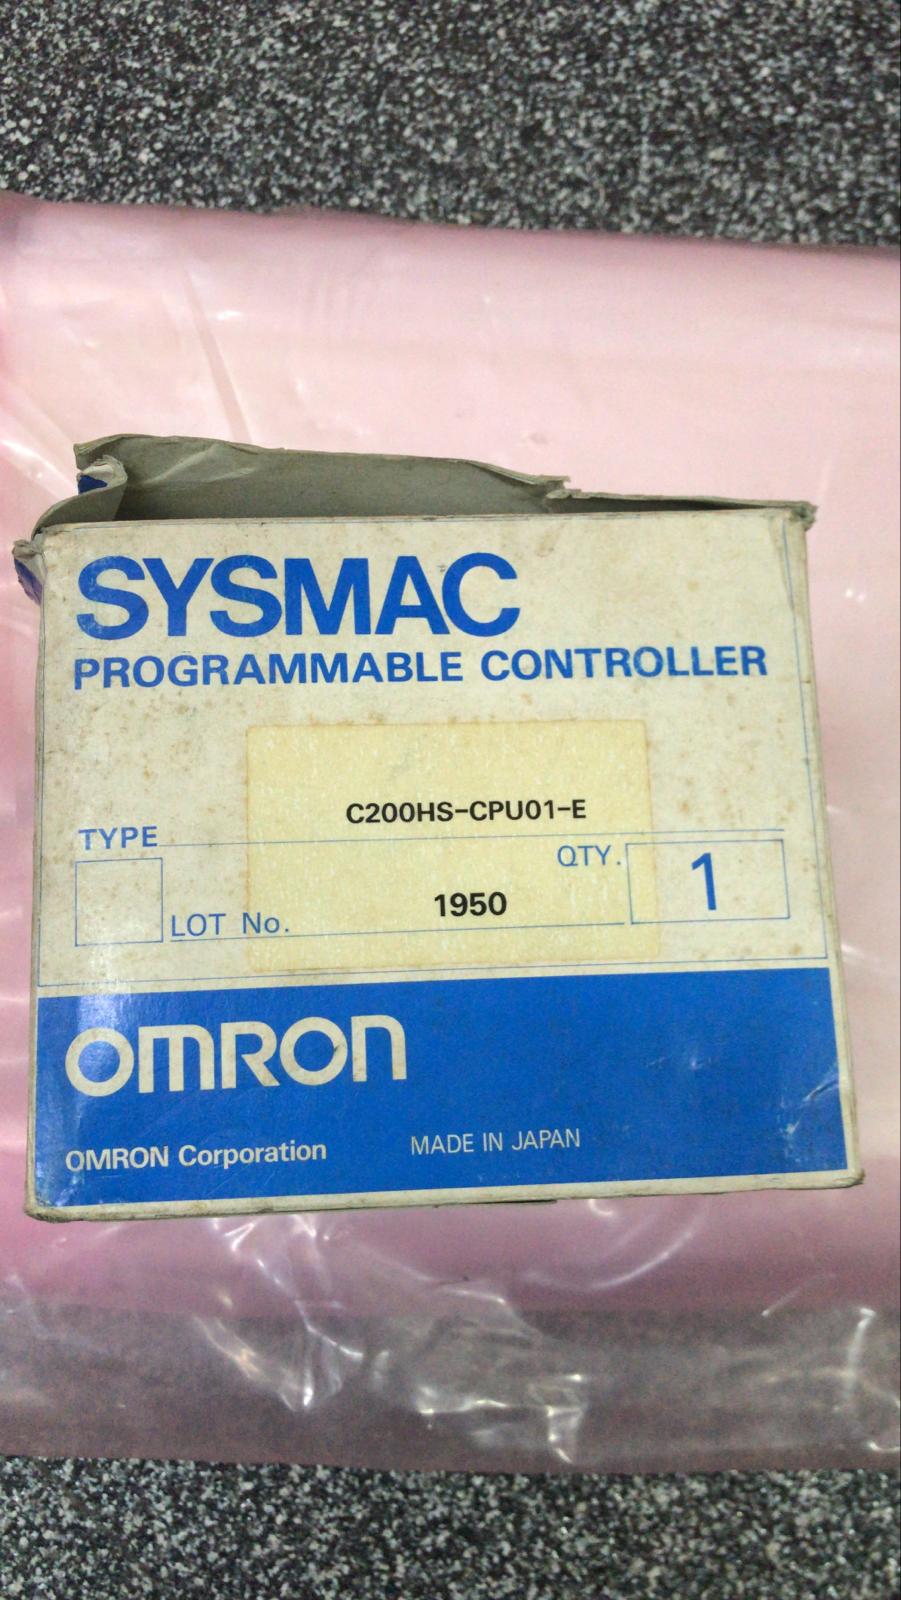 SYSMAC
PROGRAMMABLE CONTROLLER
C200HS-CPU01-E
TYPE
QTY. 1
LOT No. 1950
OMRON
OMRON Corporation MADE IN JAPAN